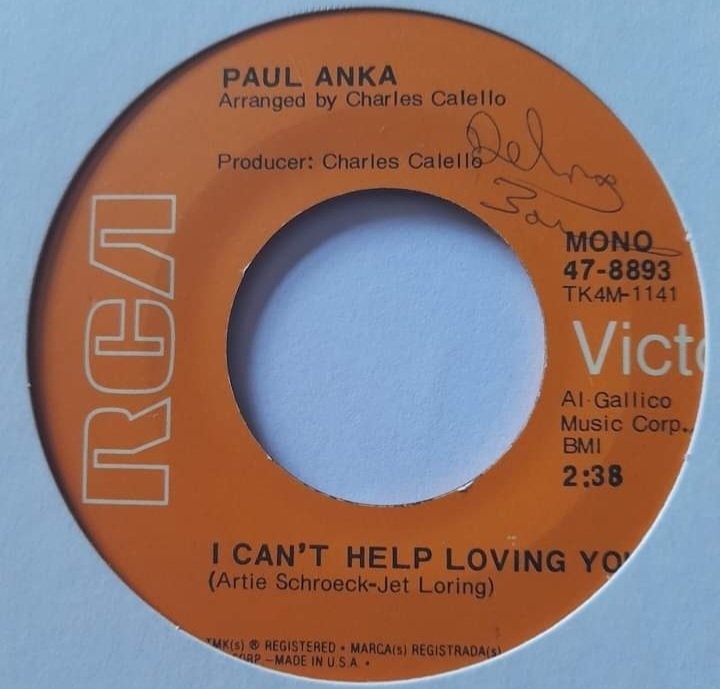 PAUL ANKA
Arranged by Charles Calello
Producer: Charles Calello
RCA
MONO
47-8893
TK4M-1141
Victo
Al Gallico
Music Corp.,
BMI
2:38
I CAN'T HELP LOVING YO
(Artie Schroeck-Jet Loring)
TMK(s) ® REGISTERED • MARCA(s) REGISTRADA(s)
CORP.-MADE IN U.S.A •